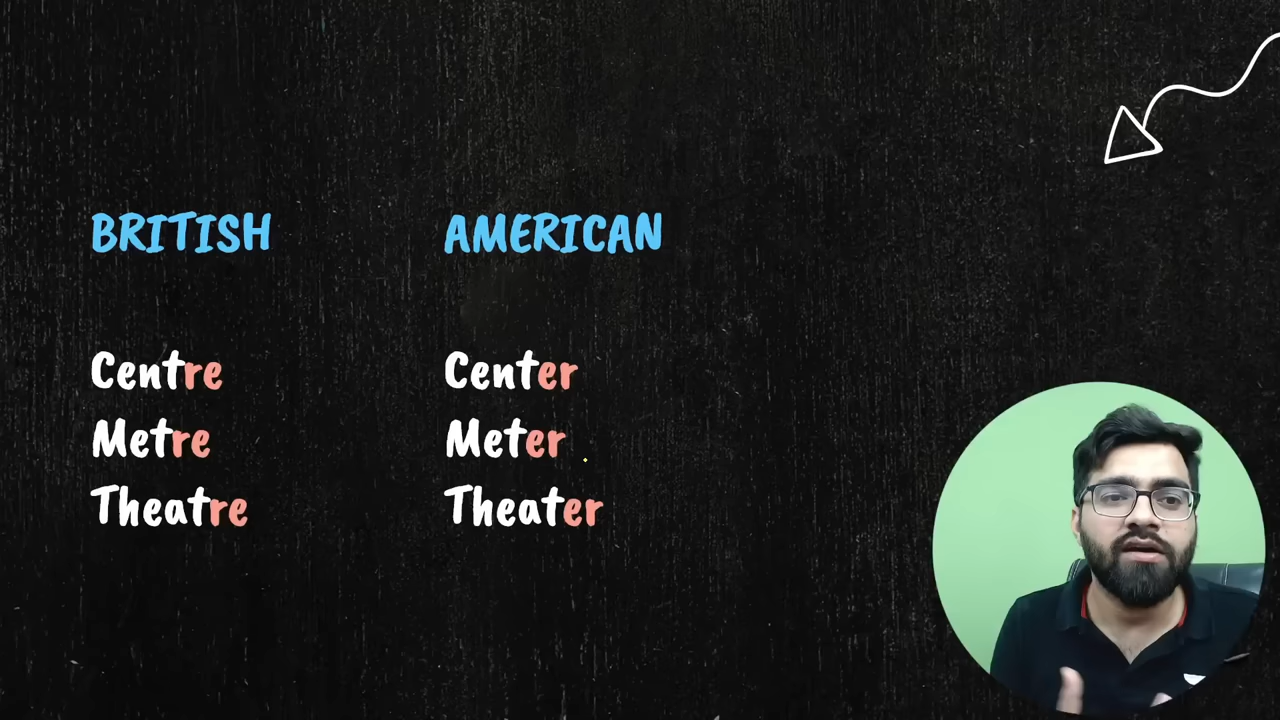 BRITISH AMERICAN
Centre Center
Metre Meter
Theatre Theater